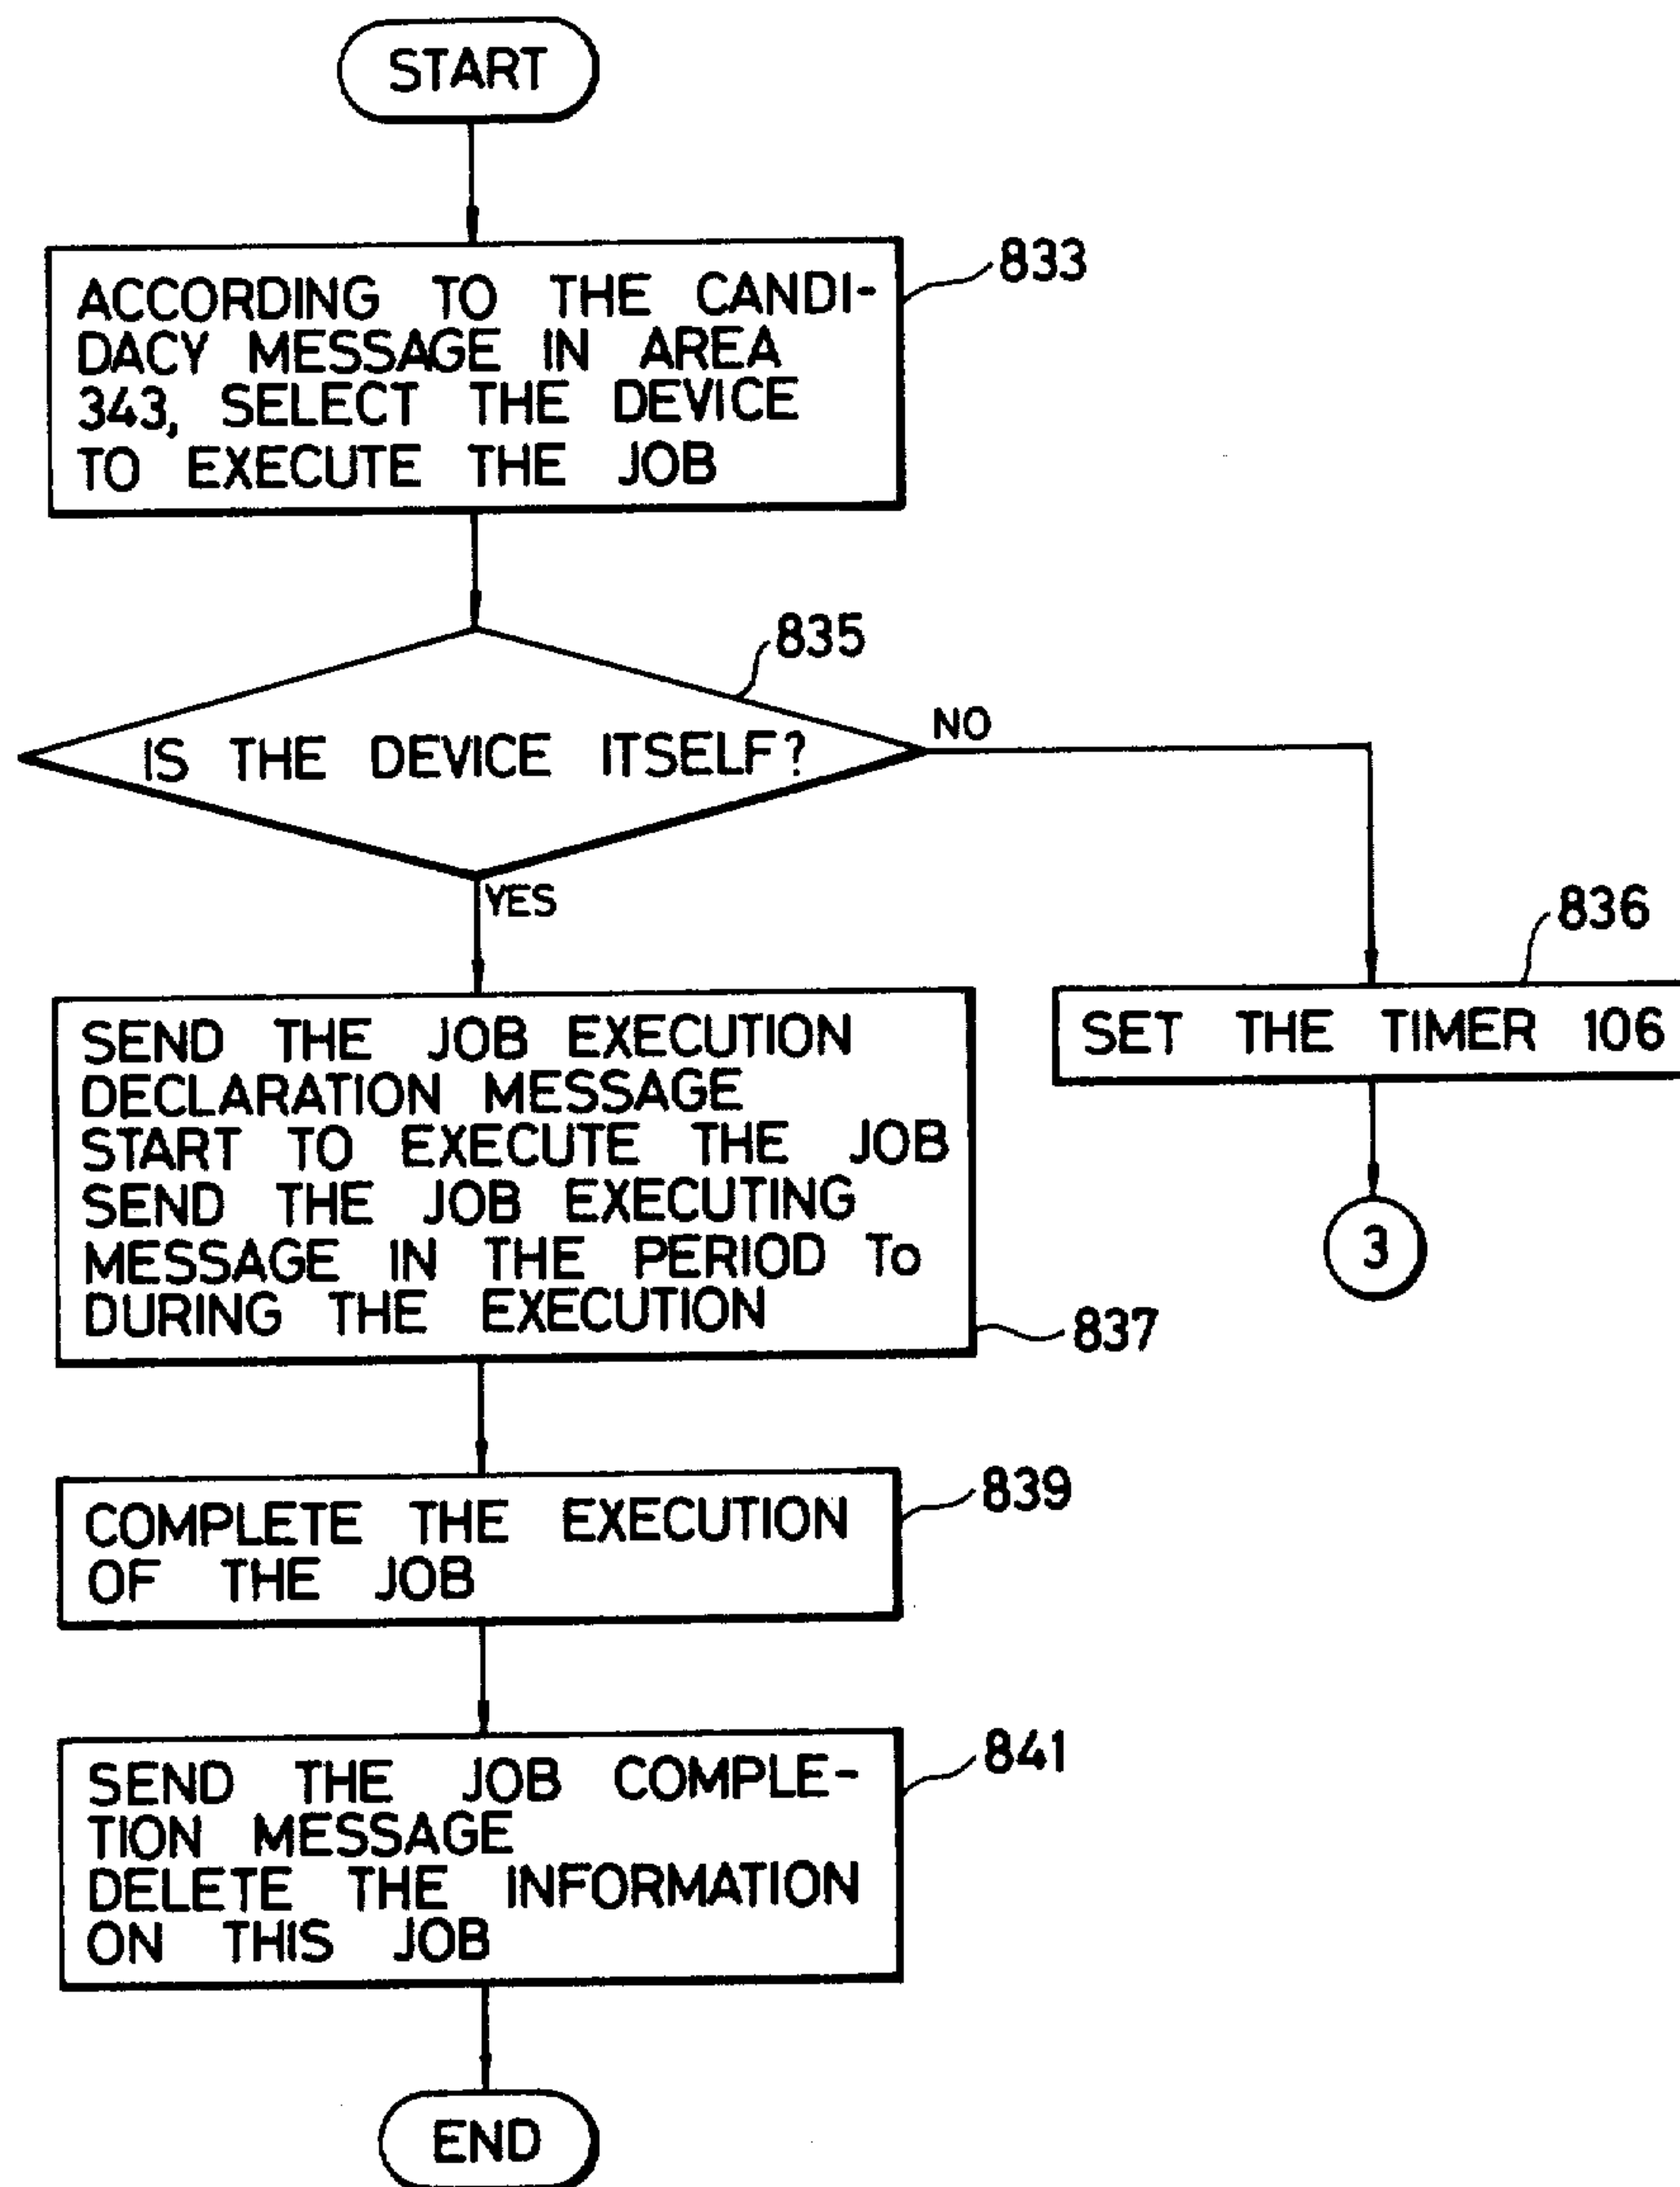 START
ACCORDING TO THE CANDI-
DACY MESSAGE IN AREA
343, SELECT THE DEVICE
TO EXECUTE THE JOB
833
835
IS THE DEVICE ITSELF?
NO
YES
836
SET THE TIMER 106
3
SEND THE JOB EXECUTION
DECLARATION MESSAGE
START TO EXECUTE THE JOB
SEND THE JOB EXECUTING
MESSAGE IN THE PERIOD To
DURING THE EXECUTION
837
COMPLETE THE EXECUTION
OF THE JOB
839
SEND THE JOB COMPLE-
TION MESSAGE
DELETE THE INFORMATION
ON THIS JOB
841
END